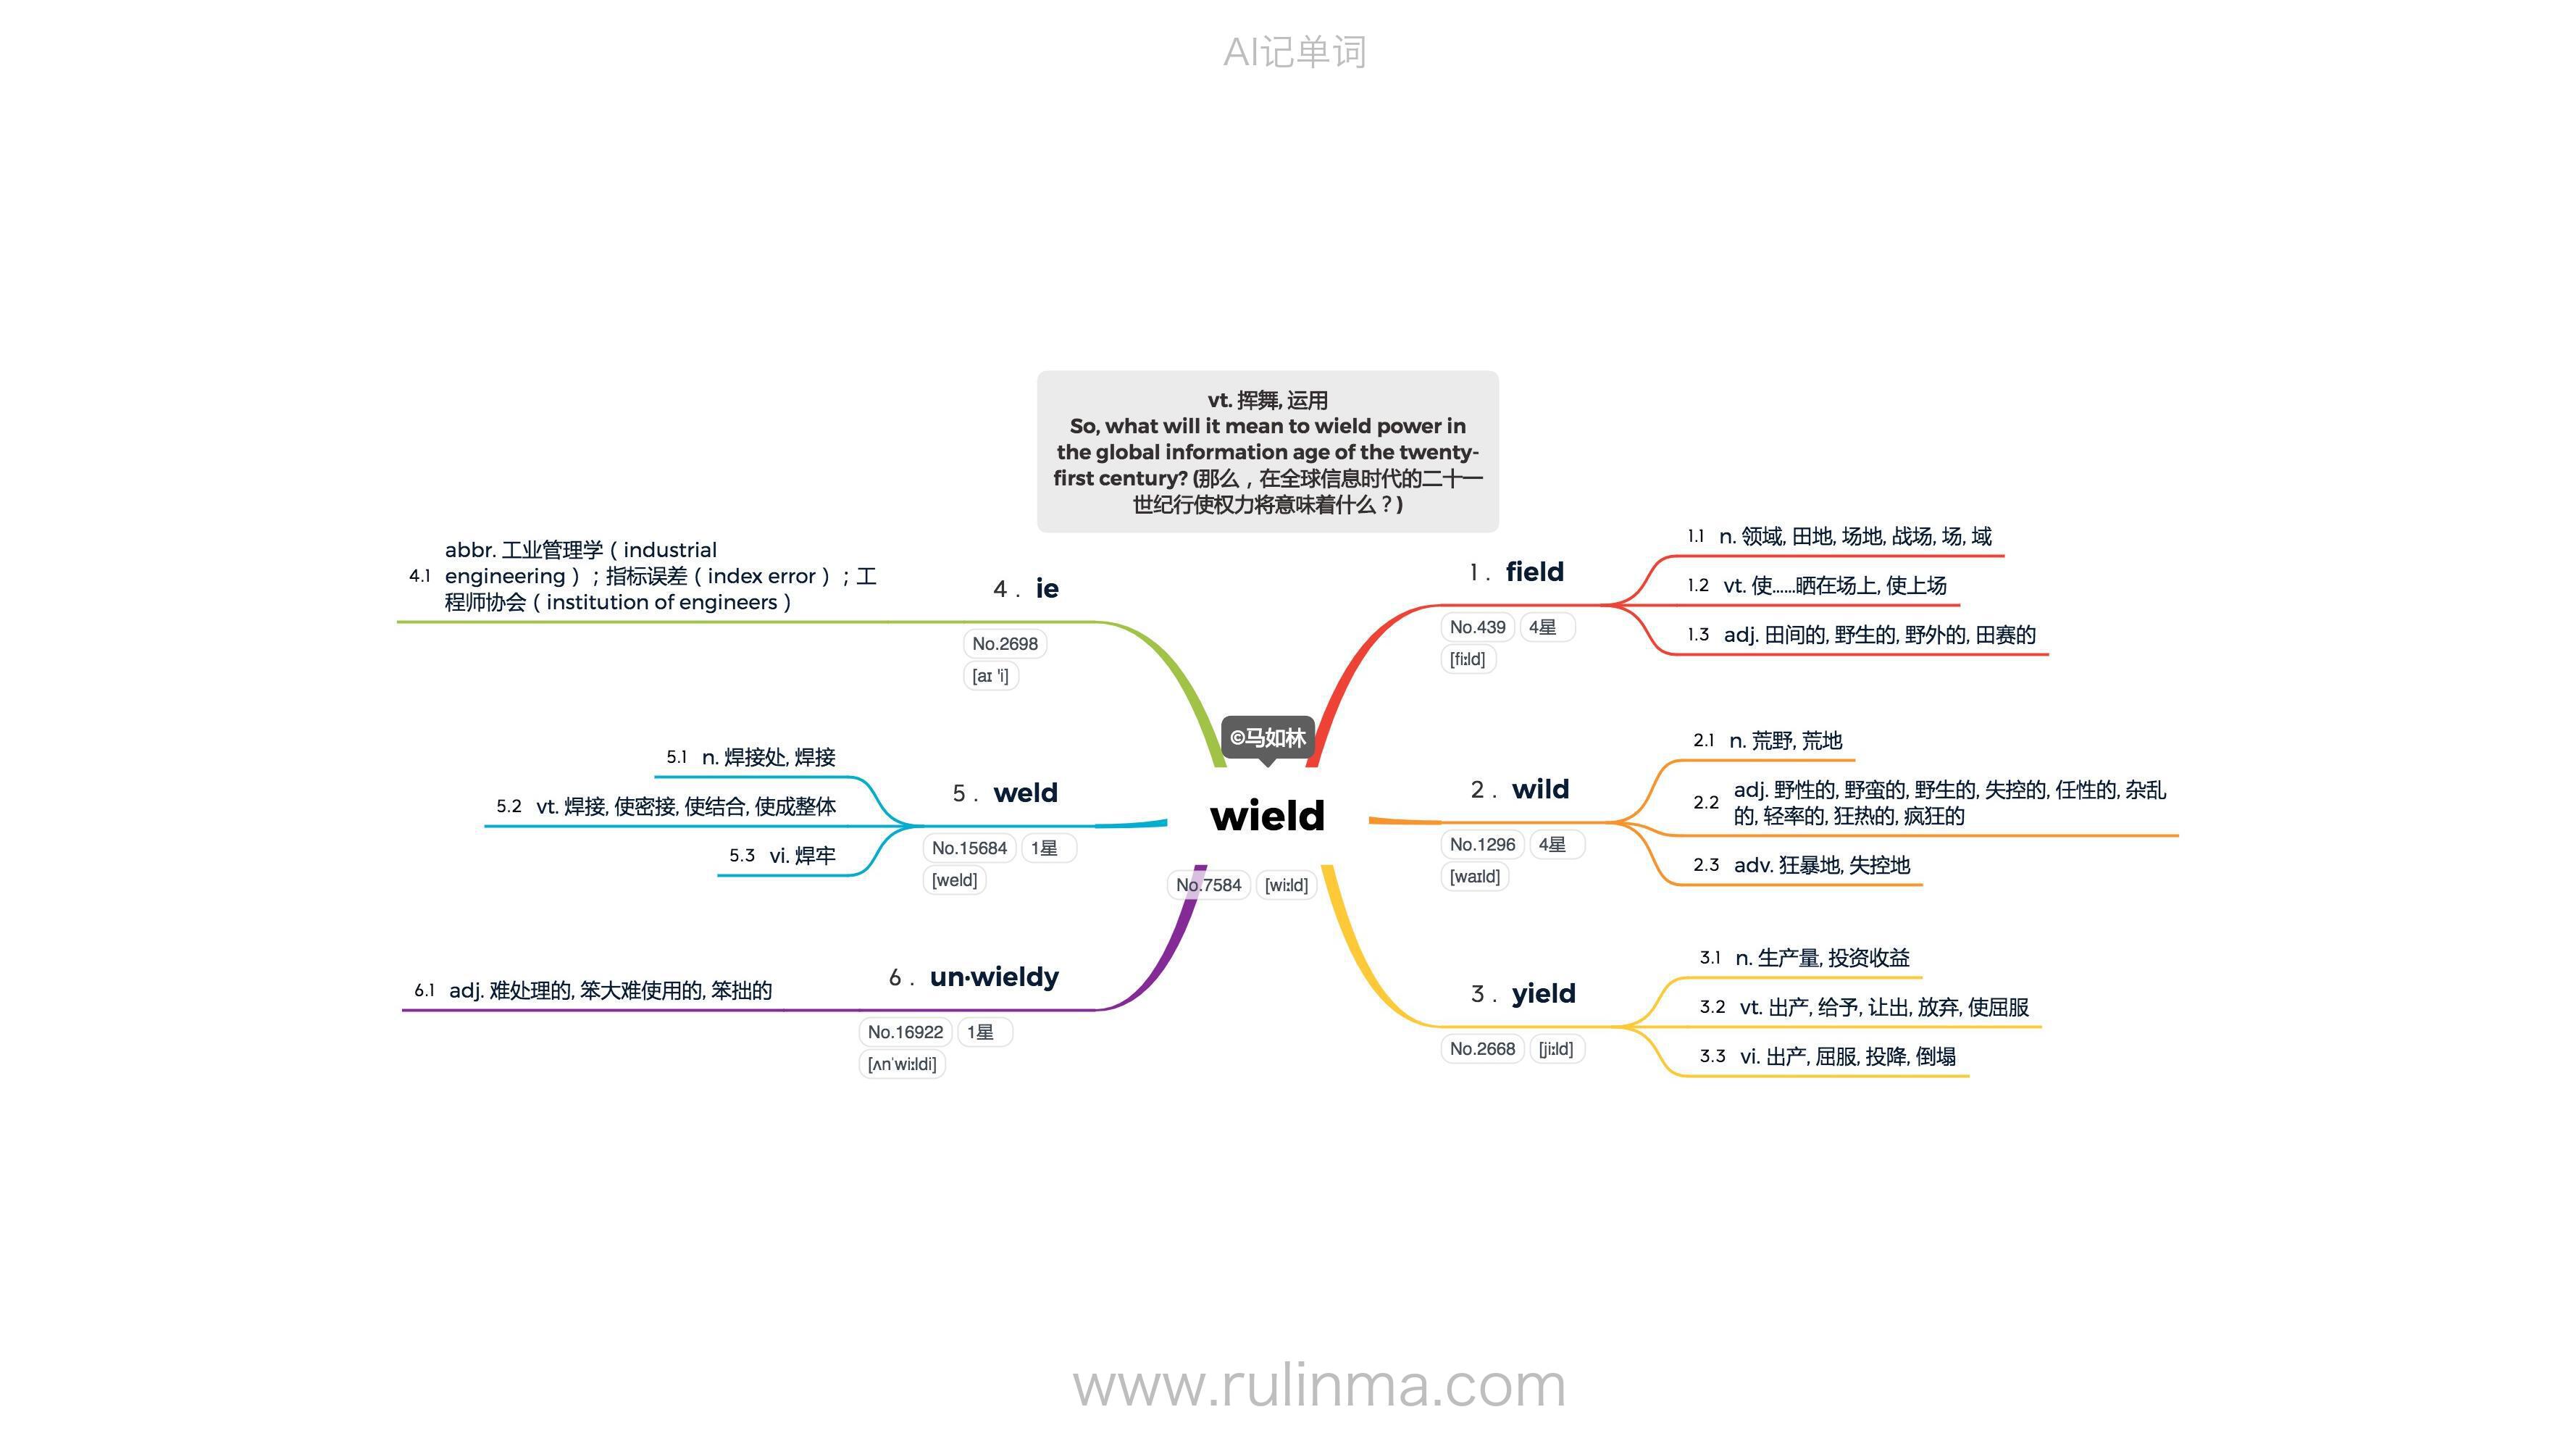 AI记单词
vt. 挥舞, 运用
So, what will it mean to wield power in
the global information age of the twenty-
first century? (那么，在全球信息时代的二十一
世纪行使权力将意味着什么？)
©马如林
wield
No.7584 [wi:ld]
1. field
No.439 4星
[fi:ld]
1.1 n. 领域, 田地, 场地, 战场, 场, 域
1.2 vt. 使……晒在场上, 使上场
1.3 adj. 田间的, 野生的, 野外的, 田赛的
2. wild
No.1296 4星
[waɪld]
2.1 n. 荒野, 荒地
2.2 adj. 野性的, 野蛮的, 野生的, 失控的, 任性的, 杂乱
的, 轻率的, 狂热的, 疯狂的
2.3 adv. 狂暴地, 失控地
3. yield
No.2668 [ji:ld]
3.1 n. 生产量, 投资收益
3.2 vt. 出产, 给予, 让出, 放弃, 使屈服
3.3 vi. 出产, 屈服, 投降, 倒塌
4. ie
No.2698
[aɪ 'i]
4.1 abbr. 工业管理学（industrial
engineering）；指标误差（index error）；工
程师协会（institution of engineers）
5. weld
No.15684 1星
[weld]
5.1 n. 焊接处, 焊接
5.2 vt. 焊接, 使密接, 使结合, 使成整体
5.3 vi. 焊牢
6. un·wieldy
No.16922 1星
[ʌnˈwi:ldi]
6.1 adj. 难处理的, 笨大难使用的, 笨拙的
www.rulinma.com